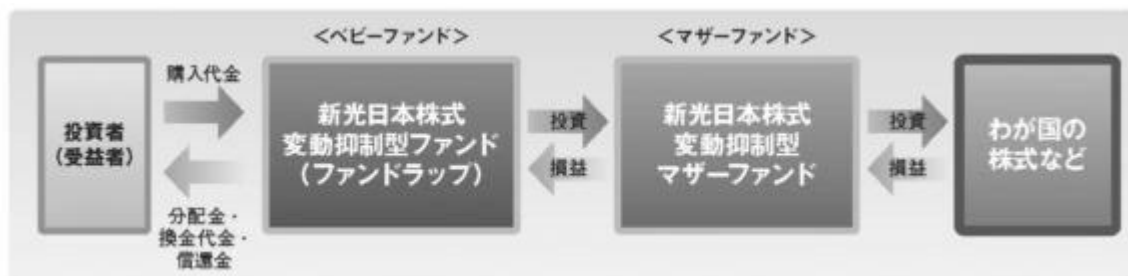 <ベビーファンド>
<マザーファンド>
投資者
(受益者)
購入代金
分配金・
換金代金・
償還金
新光日本株式
変動抑制型ファンド
(ファンドラップ)
投資
損益
新光日本株式
変動抑制型
マザーファンド
投資
損益
わが国の
株式など